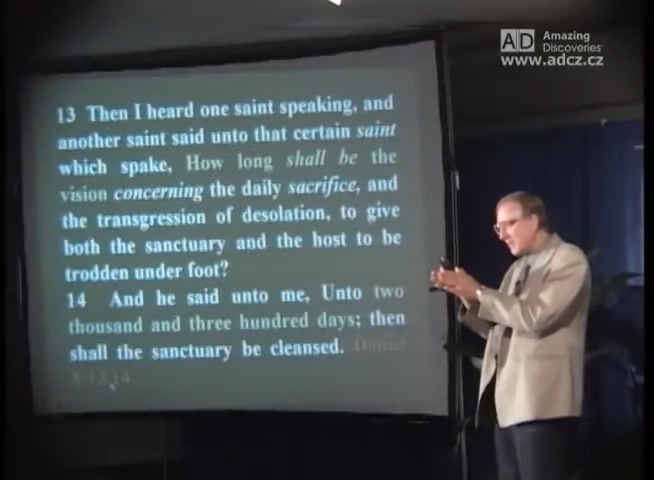 AD Amazing
Discoveries
www.adcz.cz
13 Then I heard one saint speaking, and
another saint said unto that certain saint
which spake, How long shall be the
vision concerning the daily sacrifice, and
the transgression of desolation, to give
both the sanctuary and the host to be
trodden under foot?
14 And he said unto me, Unto two
thousand and three hundred days; then
shall the sanctuary be cleansed. Daniel
8:13,14